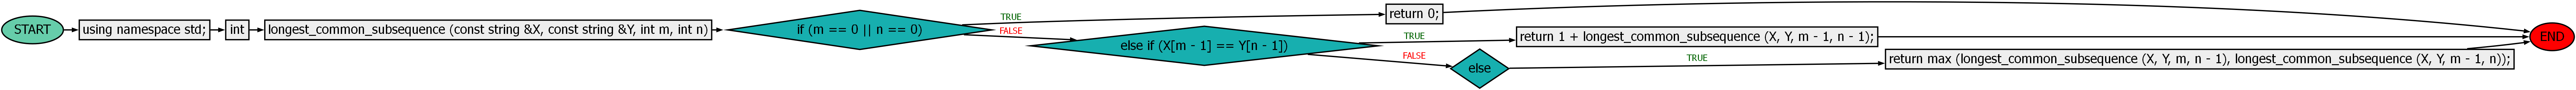 START
using namespace std;
int
longest_common_subsequence (const string &X, const string &Y, int m, int n)
if (m == 0 || n == 0)
TRUE
return 0;
FALSE
else if (X[m - 1] == Y[n - 1])
TRUE
return 1 + longest_common_subsequence (X, Y, m - 1, n - 1);
FALSE
else
TRUE
return max (longest_common_subsequence (X, Y, m, n - 1), longest_common_subsequence (X, Y, m - 1, n));
END